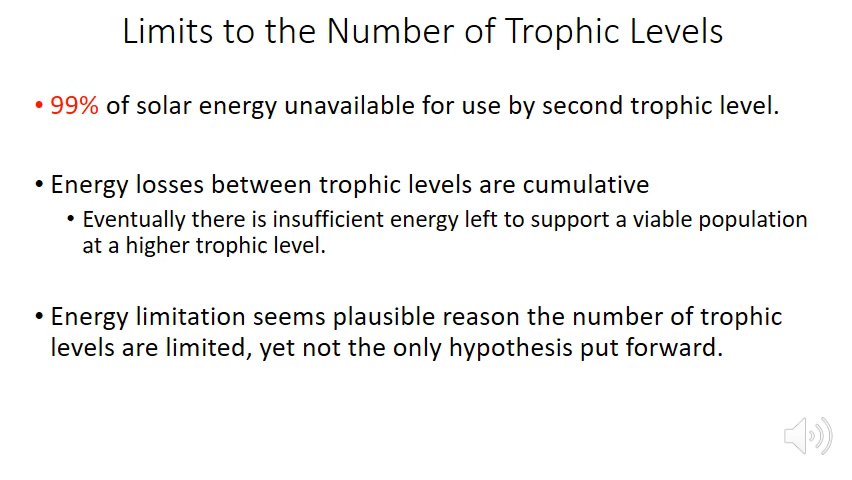 Limits to the Number of Trophic Levels
• 99% of solar energy unavailable for use by second trophic level.
• Energy losses between trophic levels are cumulative
• Eventually there is insufficient energy left to support a viable population
at a higher trophic level.
• Energy limitation seems plausible reason the number of trophic
levels are limited, yet not the only hypothesis put forward.